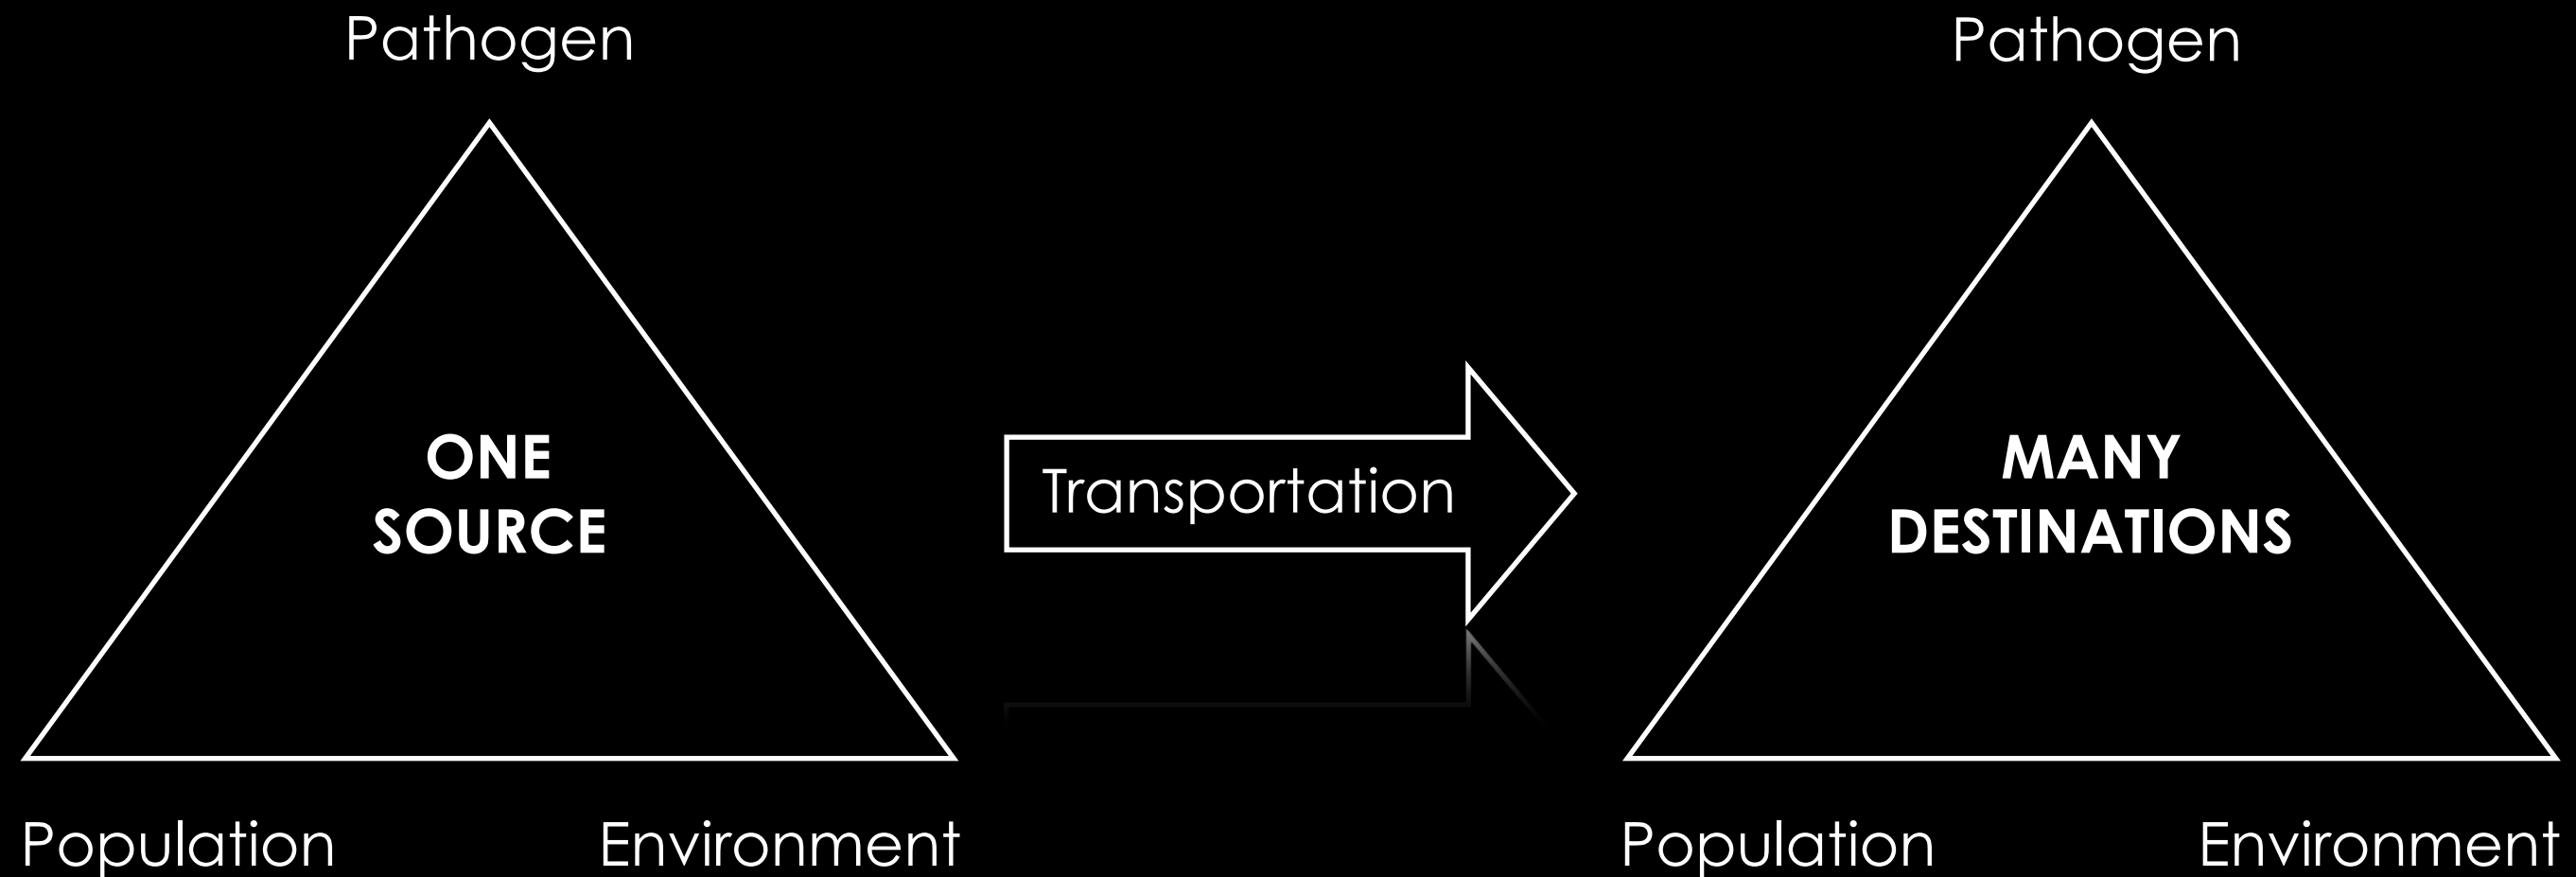 Pathogen
Pathogen
ONE
SOURCE
Transportation
MANY
DESTINATIONS
Population
Environment
Population
Environment